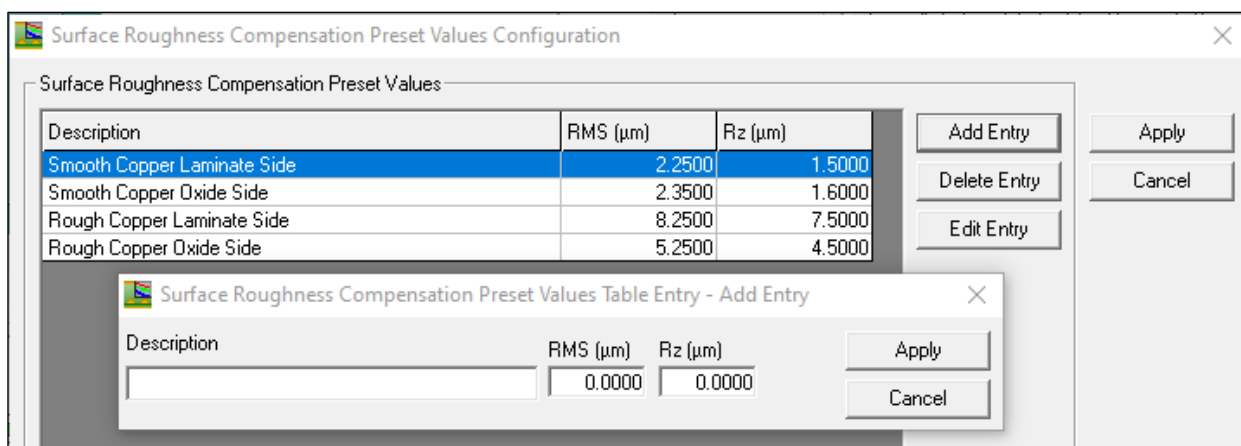 Surface Roughness Compensation Preset Values Configuration
Surface Roughness Compensation Preset Values
Description RMS (µm) Rz (µm)
Smooth Copper Laminate Side 2.2500 1.5000
Smooth Copper Oxide Side 2.3500 1.6000
Rough Copper Laminate Side 8.2500 7.5000
Rough Copper Oxide Side 5.2500 4.5000
Add Entry
Delete Entry
Edit Entry
Apply
Cancel
Surface Roughness Compensation Preset Values Table Entry - Add Entry
Description RMS (µm) Rz (µm)
0.0000 0.0000
Apply
Cancel